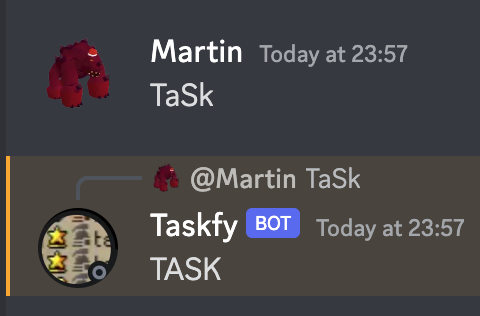 Martin Today at 23:57
TaSk
@Martin TaSk
Taskfy BOT Today at 23:57
TASK